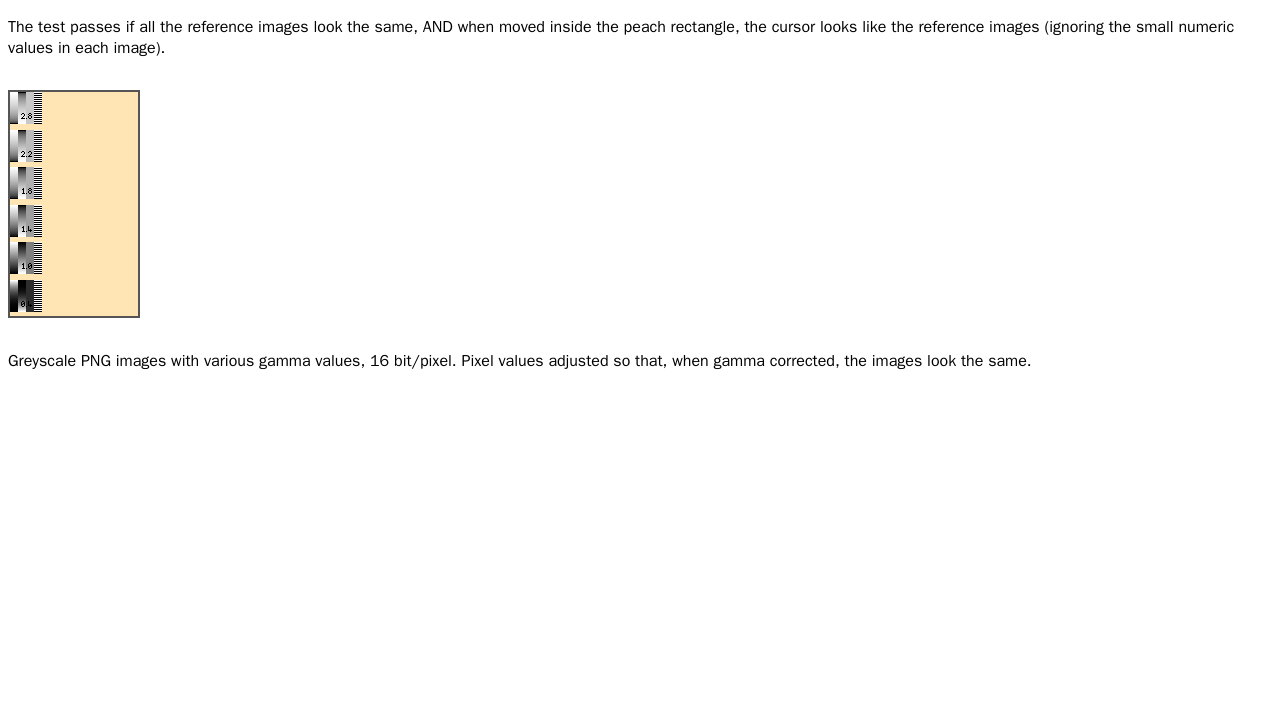 The test passes if all the reference images look the same, AND when moved inside the peach rectangle, the cursor looks like the reference images (ignoring the small numeric
values in each image).
2.8
2.2
1.8
1.4
1.0
Greyscale PNG images with various gamma values, 16 bit/pixel. Pixel values adjusted so that, when gamma corrected, the images look the same.